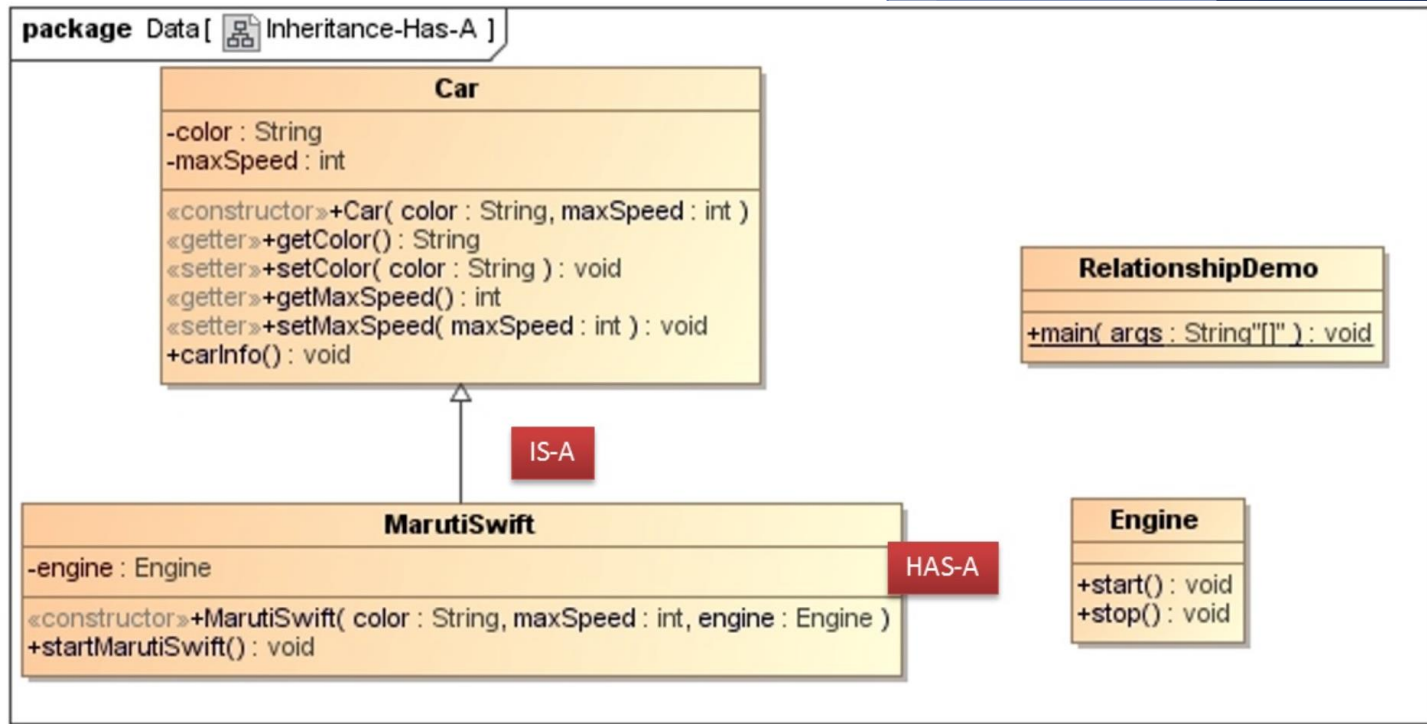 package Data[ Inheritance-Has-A ]
Car
-color : String
-maxSpeed : int
«constructor»+Car( color : String, maxSpeed : int )
«getter»+getColor() : String
«setter»+setColor( color : String ) : void
«getter»+getMaxSpeed() : int
«setter»+setMaxSpeed( maxSpeed : int ) : void
+carInfo() : void
RelationshipDemo
+main( args : String"[]" ) : void
IS-A
MarutiSwift
-engine : Engine
«constructor»+MarutiSwift( color : String, maxSpeed : int, engine : Engine )
+startMarutiSwift() : void
HAS-A
Engine
+start() : void
+stop() : void